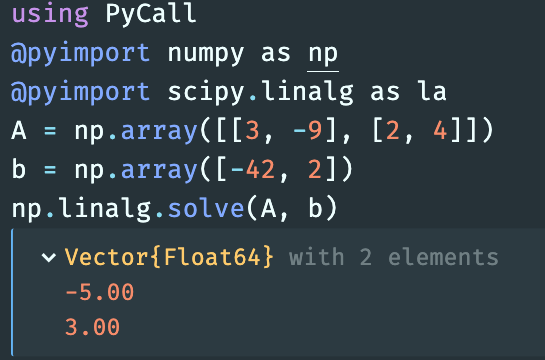 using PyCall
@pyimport numpy as np
@pyimport scipy.linalg as la
A = np.array([[3, -9], [2, 4]])
b = np.array([-42, 2])
np.linalg.solve(A, b)
Vector{Float64} with 2 elements
-5.00
3.00